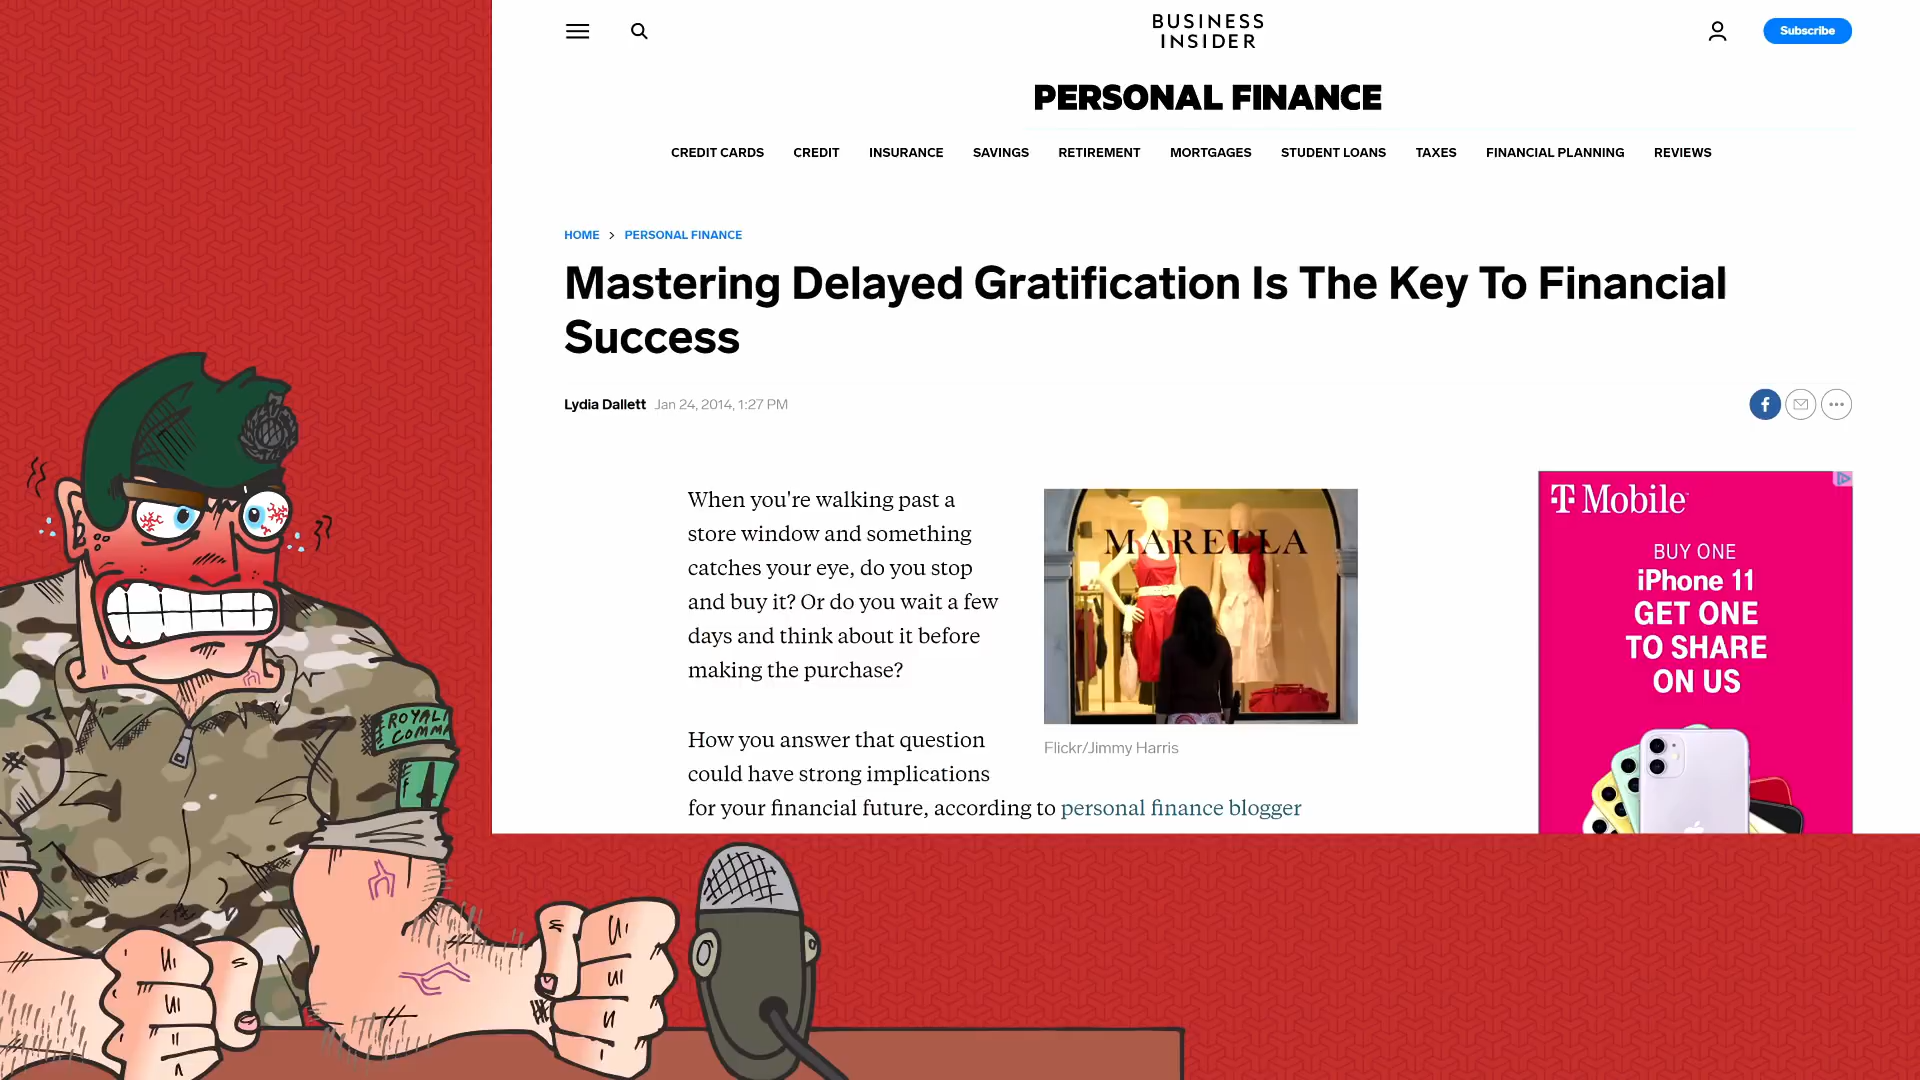 BUSINESS
INSIDER
Subscribe
PERSONAL FINANCE
CREDIT CARDS CREDIT INSURANCE SAVINGS RETIREMENT MORTGAGES STUDENT LOANS TAXES FINANCIAL PLANNING REVIEWS
HOME > PERSONAL FINANCE
Mastering Delayed Gratification Is The Key To Financial
Success
Lydia Dallett Jan 24, 2014, 1:27 PM
When you're walking past a
store window and something
catches your eye, do you stop
and buy it? Or do you wait a few
days and think about it before
making the purchase?
How you answer that question
could have strong implications
for your financial future, according to personal finance blogger
MARELLA
Flickr/Jimmy Harris
T Mobile
BUY ONE
iPhone 11
GET ONE
TO SHARE
ON US
ROYAL
COMM